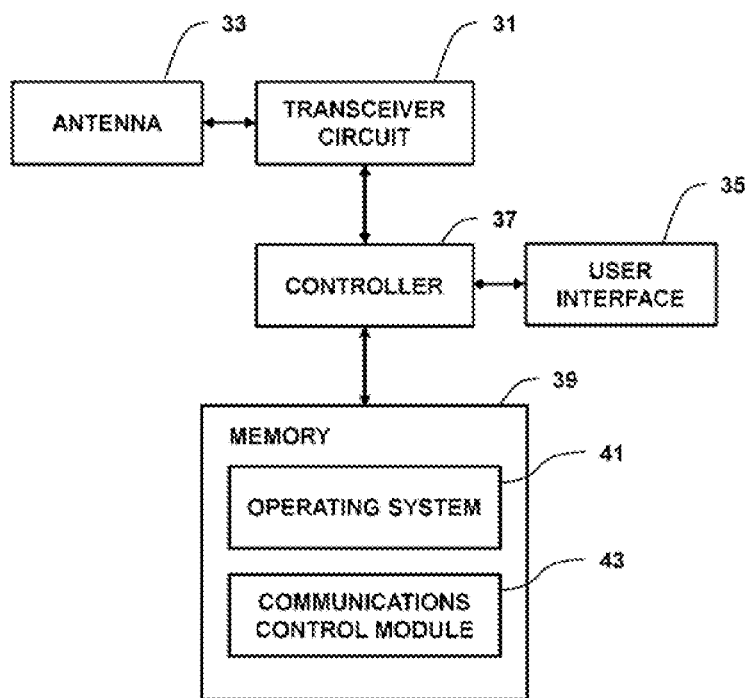 33
31
ANTENNA
TRANSCEIVER
CIRCUIT
37
35
CONTROLLER
USER
INTERFACE
39
MEMORY
41
OPERATING SYSTEM
43
COMMUNICATIONS
CONTROL MODULE